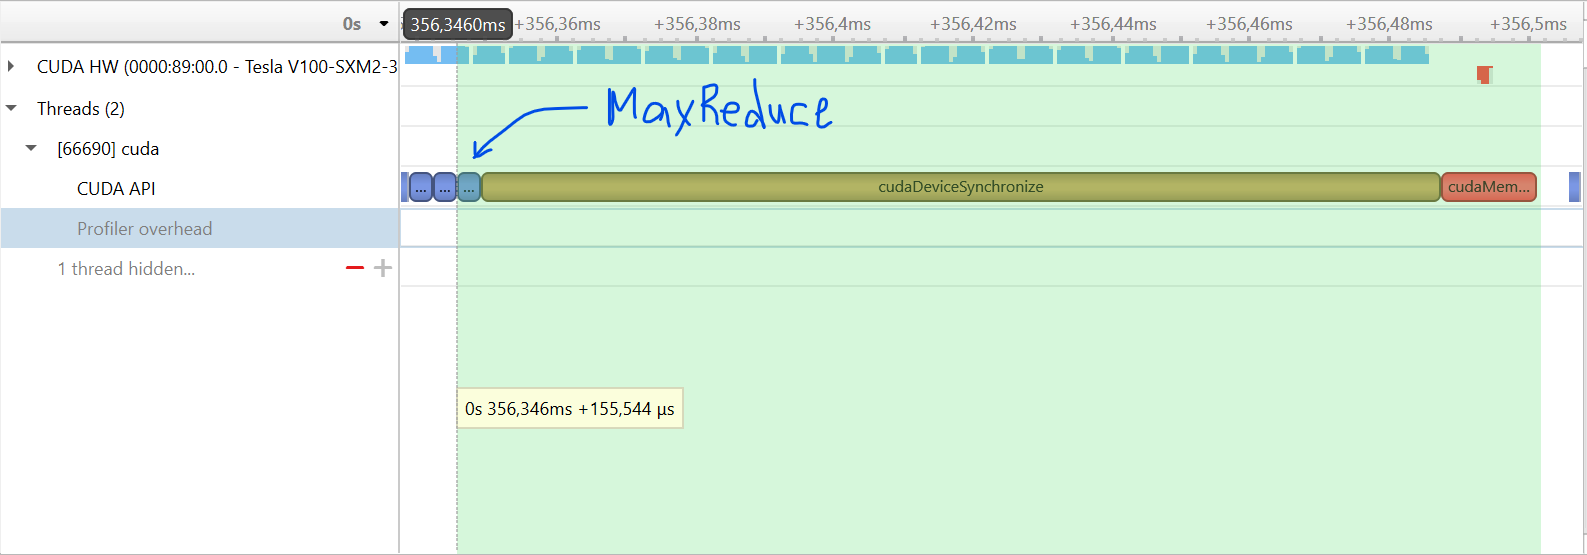 0s 356,3460ms +356,36ms +356,38ms +356,4ms +356,42ms +356,44ms +356,46ms +356,48ms +356,5ms
CUDA HW (0000:89:00.0 - Tesla V100-SXM2-3
Threads (2)
MaxReduce
[66690] cuda
CUDA API
... ... ... cudaDeviceSynchronize cudaMem...
Profiler overhead
1 thread hidden...
0s 356,346ms +155,544 µs